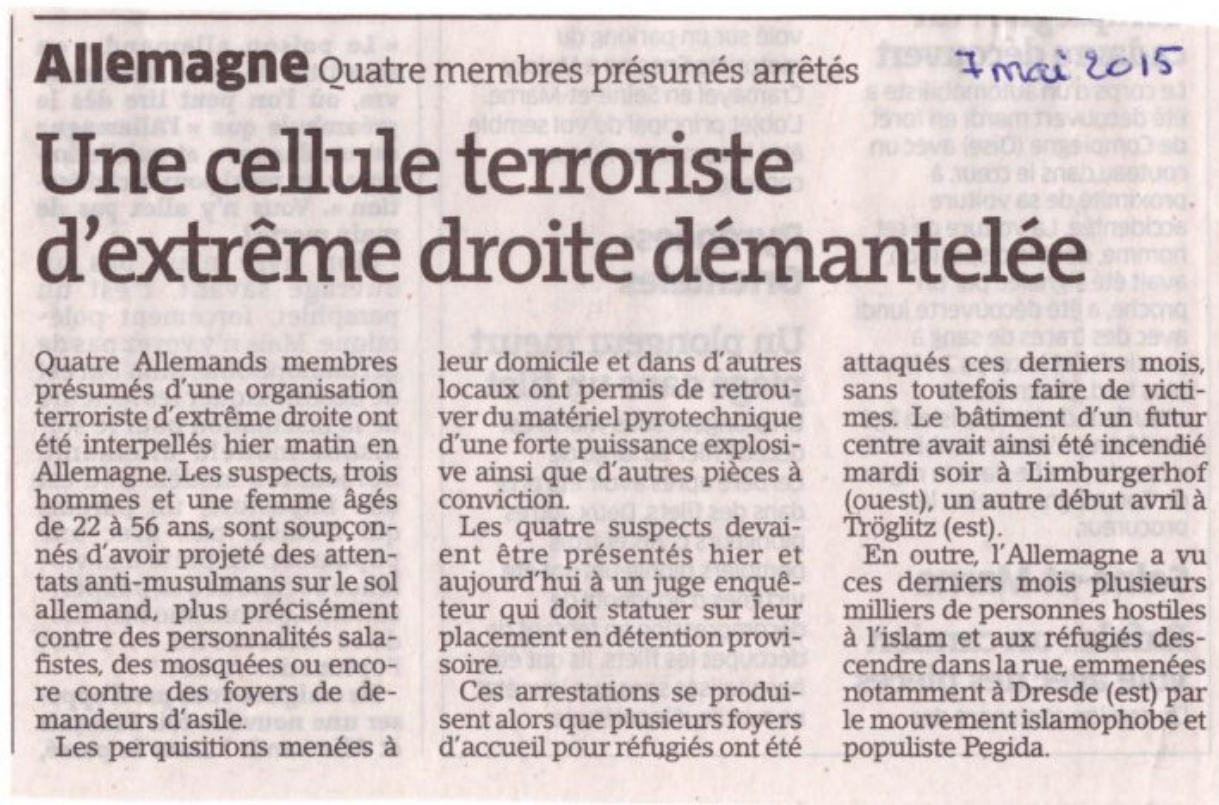 Allemagne Quatre membres présumés arrêtés
7 mai 2015
Une cellule terroriste
d'extrême droite démantelée
Quatre Allemands membres
présumés d'une organisation
terroriste d'extrême droite ont
été interpellés hier matin en
Allemagne. Les suspects, trois
hommes et une femme âgés
de 22 à 56 ans, sont soupçon-
nés d'avoir projeté des atten-
tats anti-musulmans sur le sol
allemand, plus précisément
contre des personnalités sala-
fistes, des mosquées ou enco-
re contre des foyers de de-
mandeurs d'asile.
Les perquisitions menées à
leur domicile et dans d'autres
locaux ont permis de retrou-
ver du matériel pyrotechnique
d'une forte puissance explosi-
ve ainsi que d'autres pièces à
conviction.
Les quatre suspects devai-
ent être présentés hier et
aujourd'hui à un juge enquê-
teur qui doit statuer sur leur
placement en détention provi-
soire.
Ces arrestations se produi-
sent alors que plusieurs foyers
d'accueil pour réfugiés ont été
attaqués ces derniers mois,
sans toutefois faire de victi-
mes. Le bâtiment d'un futur
centre avait ainsi été incendié
mardi soir à Limburgerhof
(ouest), un autre début avril à
Tröglitz (est).
En outre, l'Allemagne a vu
ces derniers mois plusieurs
milliers de personnes hostiles
à l'islam et aux réfugiés des-
cendre dans la rue, emmenées
notamment à Dresde (est) par
le mouvement islamophobe et
populiste Pegida.